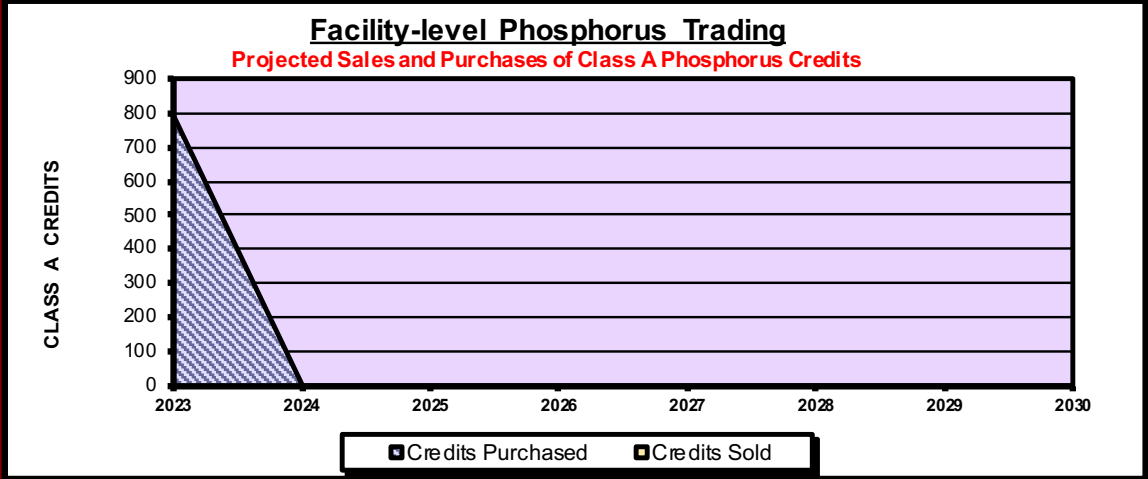 Facility-level Phosphorus Trading
Projected Sales and Purchases of Class A Phosphorus Credits
CLASS A CREDITS
900
800
700
600
500
400
300
200
100
0
2023 2024 2025 2026 2027 2028 2029 2030
Credits Purchased Credits Sold